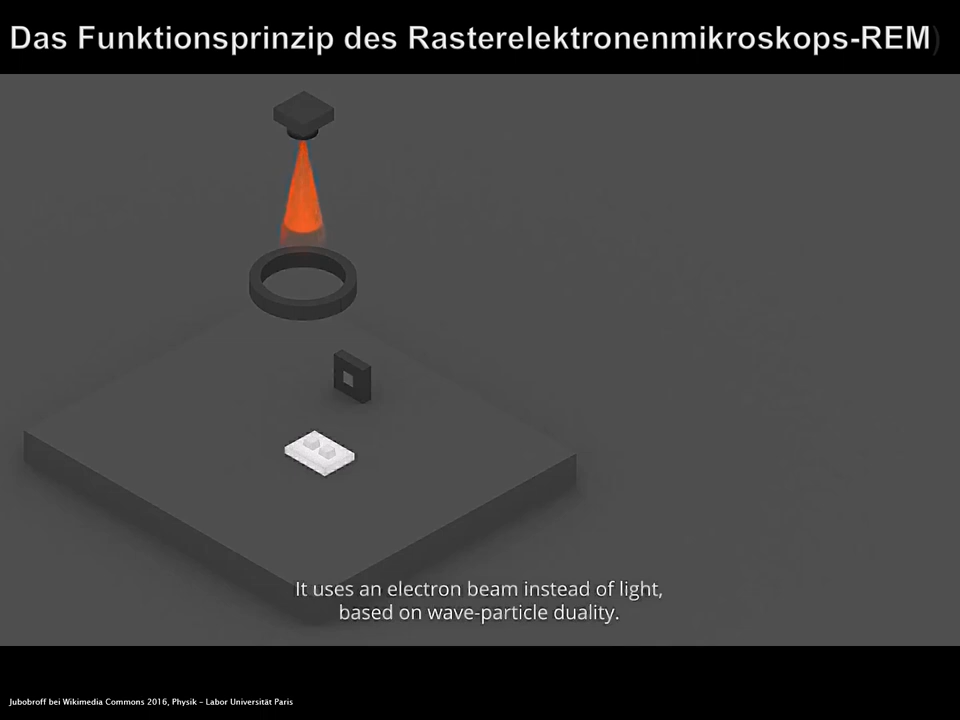 Das Funktionsprinzip des Rasterelektronenmikroskops-REM)
It uses an electron beam instead of light,
based on wave-particle duality.
Jubobroff bei Wikimedia Commons 2016, Physik – Labor Universität Paris